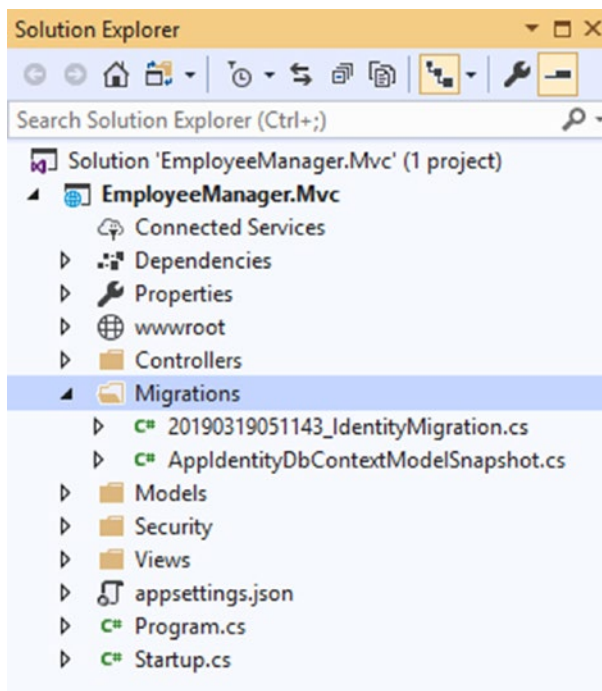 Solution Explorer
Search Solution Explorer (Ctrl+;)
Solution 'EmployeeManager.Mvc' (1 project)
EmployeeManager.Mvc
Connected Services
Dependencies
Properties
wwwroot
Controllers
Migrations
C# 20190319051143_IdentityMigration.cs
C# AppIdentityDbContextModelSnapshot.cs
Models
Security
Views
appsettings.json
C# Program.cs
C# Startup.cs